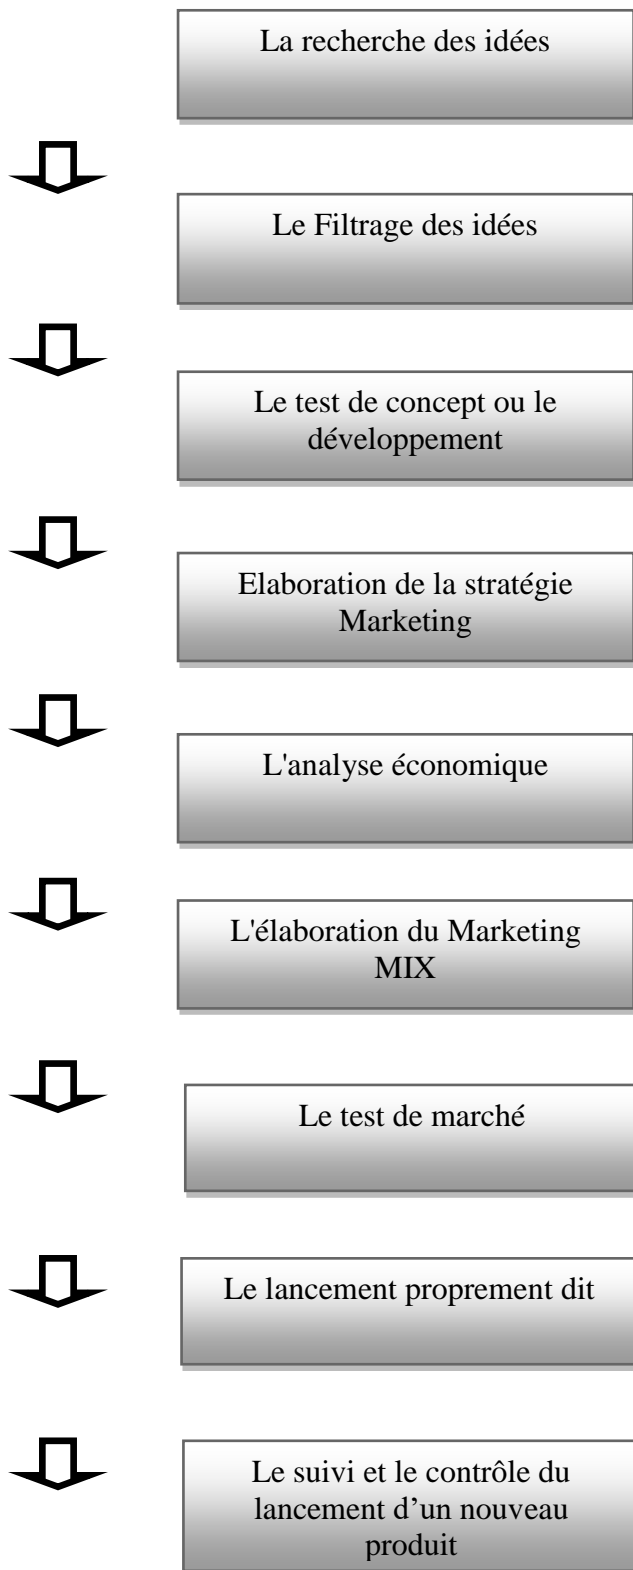 La recherche des idées
Le Filtrage des idées
Le test de concept ou le
développement
Elaboration de la stratégie
Marketing
L'analyse économique
L'élaboration du Marketing
MIX
Le test de marché
Le lancement proprement dit
Le suivi et le contrôle du
lancement d’un nouveau
produit